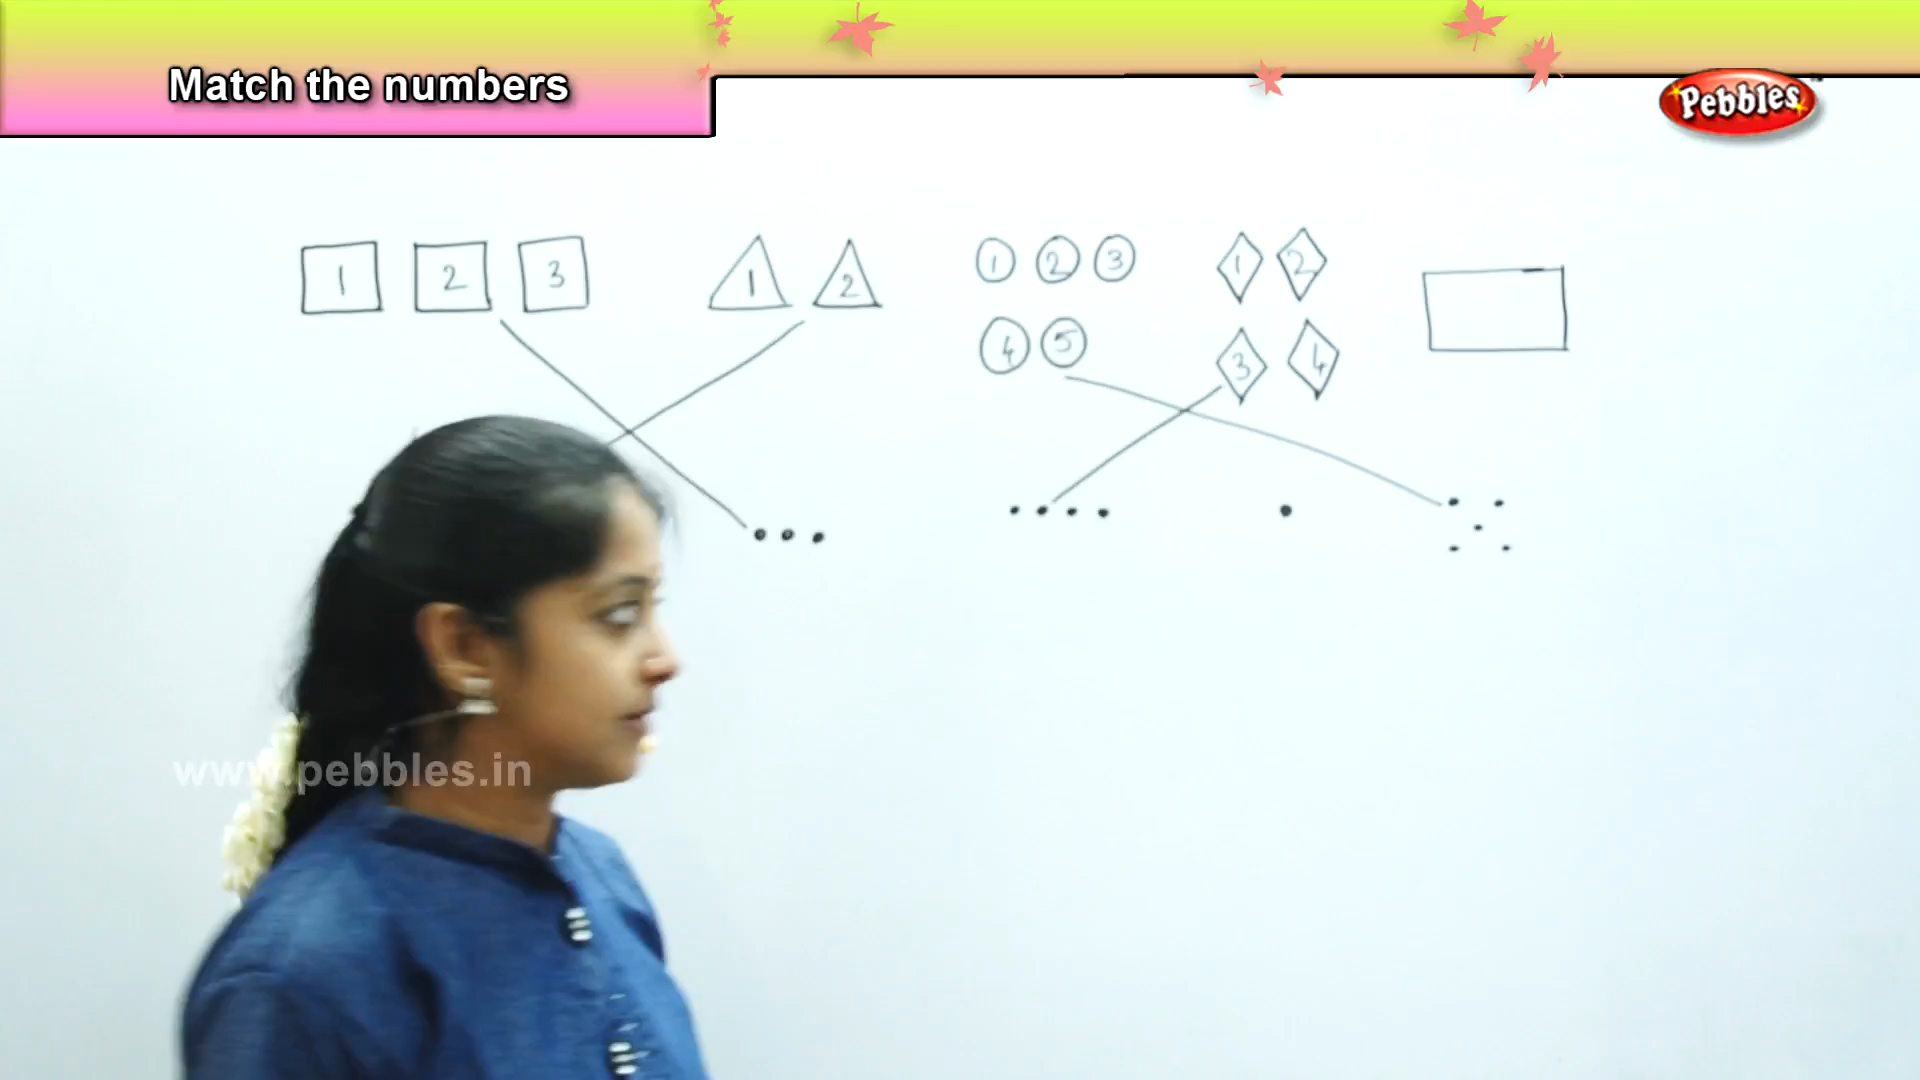 Match the numbers
Pebbles
1 2 3
1 2
1 2 3
4 5
1 2
3 4
www.pebbles.in